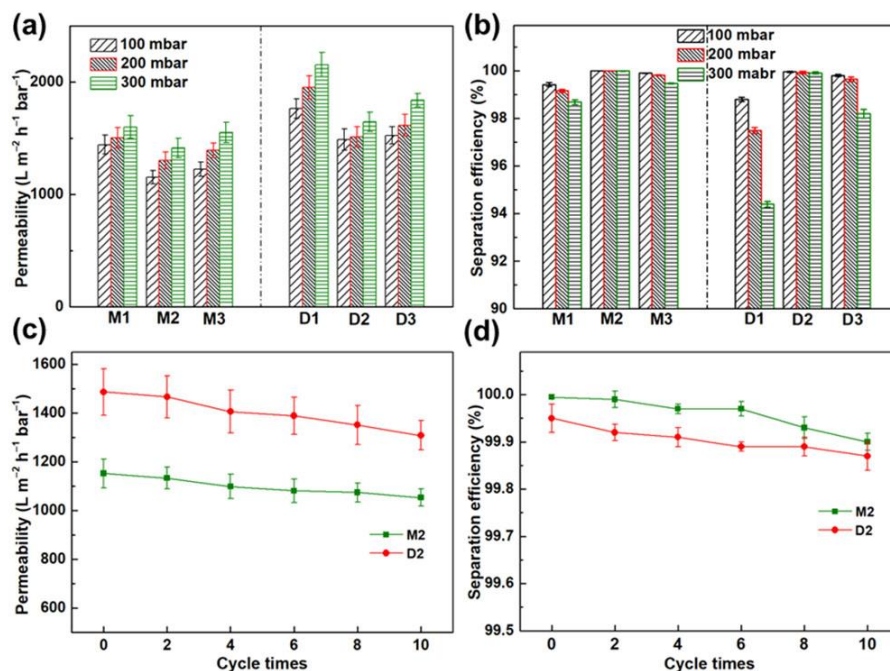 (a)
100 mbar
200 mbar
300 mbar
Permeability (L m⁻² h⁻¹ bar⁻¹)
2000
1000
0
M1 M2 M3 D1 D2 D3
(b)
100 mbar
200 mbar
300 mabr
Separation efficiency (%)
100
98
96
94
92
90
M1 M2 M3 D1 D2 D3
(c)
Permeability (L m⁻² h⁻¹ bar⁻¹)
1600
1400
1200
1000
800
600
M2
D2
0 2 4 6 8 10
Cycle times
(d)
Separation efficiency (%)
100.0
99.9
99.8
99.7
99.6
99.5
M2
D2
0 2 4 6 8 10
Cycle times